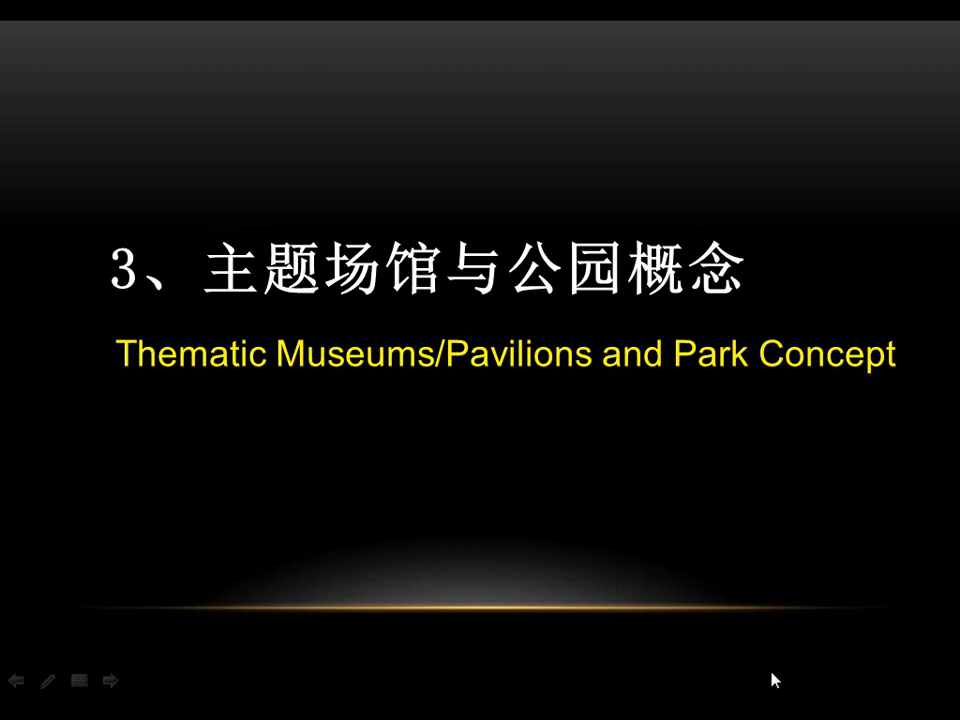 3、主题场馆与公园概念
Thematic Museums/Pavilions and Park Concept